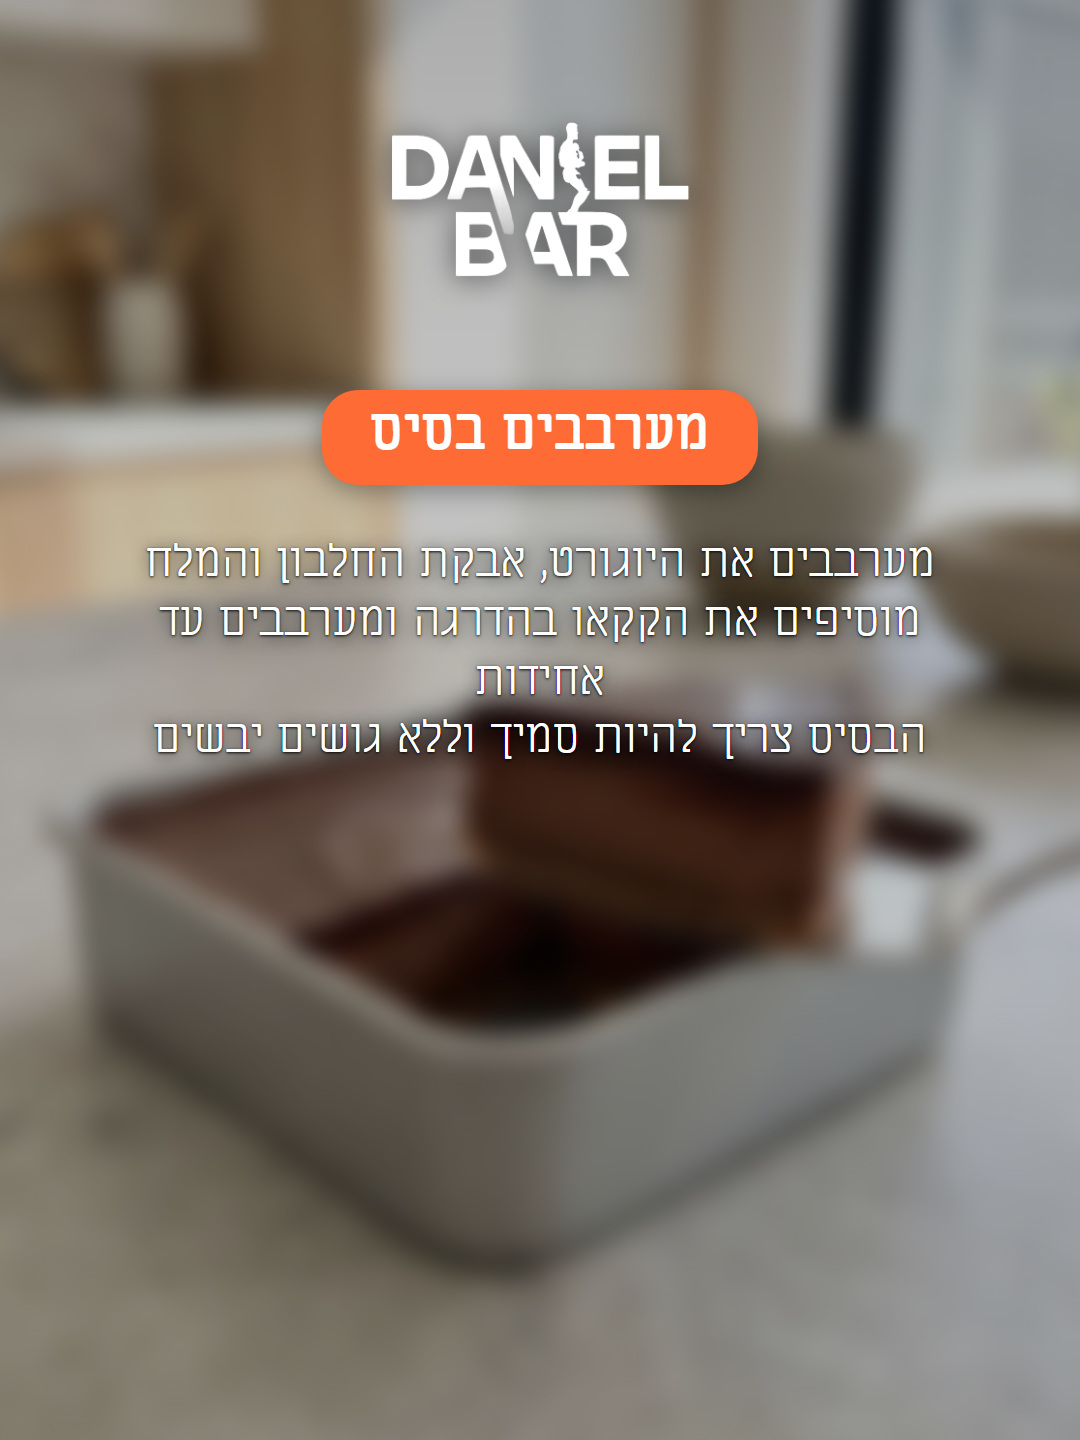 DANIEL
BAR
מערבבים בסיס
מערבבים את היוגורט, אבקת החלבון והמלח
מוסיפים את הקקאו בהדרגה ומערבבים עד
אחידות
הבסיס צריך להיות סמיך וללא גושים יבשים